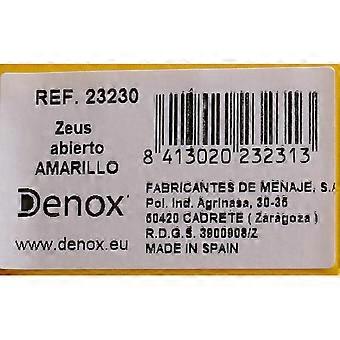 REF. 23230
Zeus
abierto
AMARILLO
8 413020 232313
Denox
www.denox.eu
FABRICANTES DE MENAJE, S.A
Pol. Ind. Agrinasa, 30-35
50420 CADRETE ( Zaragoza )
R.D.G.S. 3900908/Z
MADE IN SPAIN